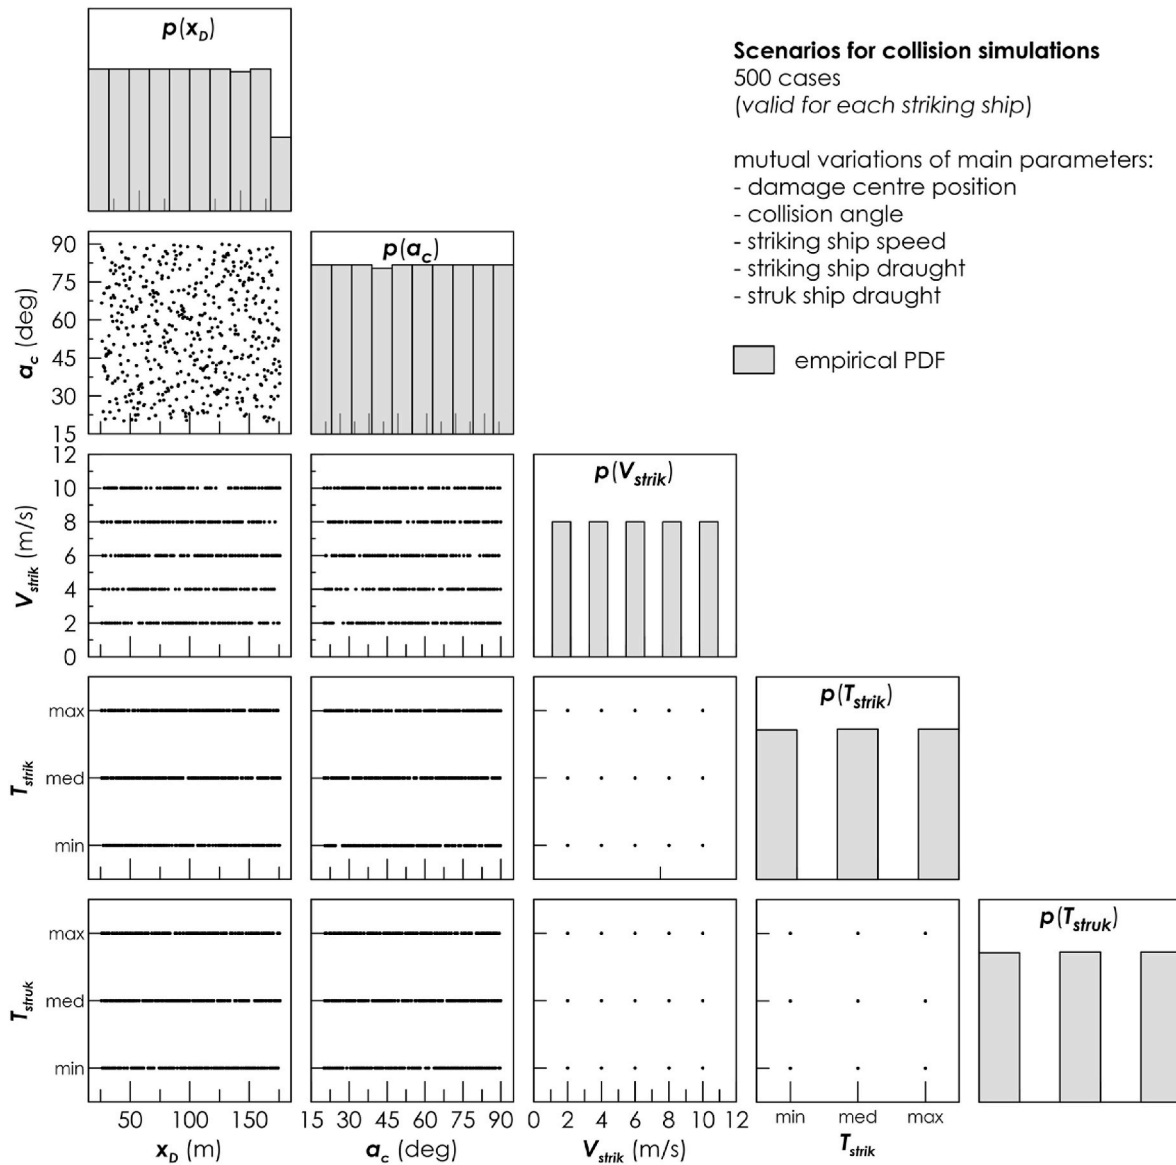 p(x_D)
Scenarios for collision simulations
500 cases
(valid for each striking ship)
mutual variations of main parameters:
- damage centre position
- collision angle
- striking ship speed
- striking ship draught
- struk ship draught
empirical PDF
p(a_c)
a_c (deg)
90
75
60
45
30
15
p(V_strik)
V_strik (m/s)
12
10
8
6
4
2
0
p(T_strik)
T_strik
max
med
min
p(T_struk)
T_struk
max
med
min
50 100 150
x_D (m)
15 30 45 60 75 90
a_c (deg)
0 2 4 6 8 10 12
V_strik (m/s)
min med max
T_strik